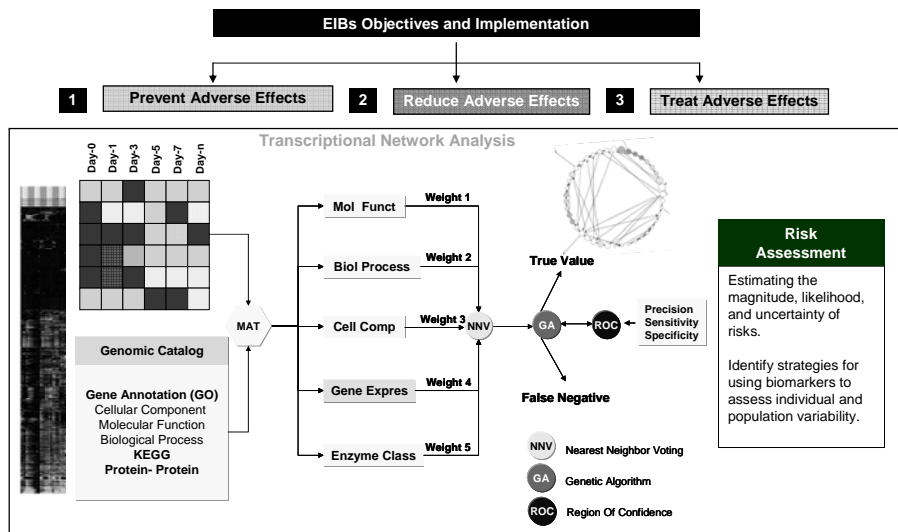 EIBs Objectives and Implementation
1 Prevent Adverse Effects
2 Reduce Adverse Effects
3 Treat Adverse Effects
Transcriptional Network Analysis
Day-0
Day-1
Day-3
Day-5
Day-7
Day-n
MAT
Genomic Catalog
Gene Annotation (GO)
Cellular Component
Molecular Function
Biological Process
KEGG
Protein- Protein
Mol Funct
Weight 1
Biol Process
Weight 2
Cell Comp
Weight 3
Gene Expres
Weight 4
Enzyme Class
Weight 5
NNV
True Value
GA
False Negative
ROC
Precision
Sensitivity
Specificity
NNV Nearest Neighbor Voting
GA Genetic Algorithm
ROC Region Of Confidence
Risk
Assessment
Estimating the
magnitude, likelihood,
and uncertainty of
risks.
Identify strategies for
using biomarkers to
assess individual and
population variability.